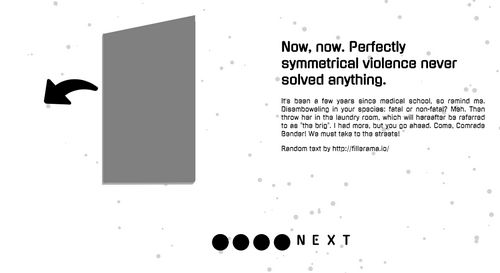 Now, now. Perfectly
symmetrical violence never
solved anything.
It's been a few years since medical school, so remind me.
Disemboweling in your species: fatal or non-fatal? Meh. Then
throw her in the laundry room, which will hereafter be referred
to as "the brig". I had more, but you go ahead. Come, Comrade
Bender! We must take to the streets!
Random text by http://fillerama.io/
NEXT